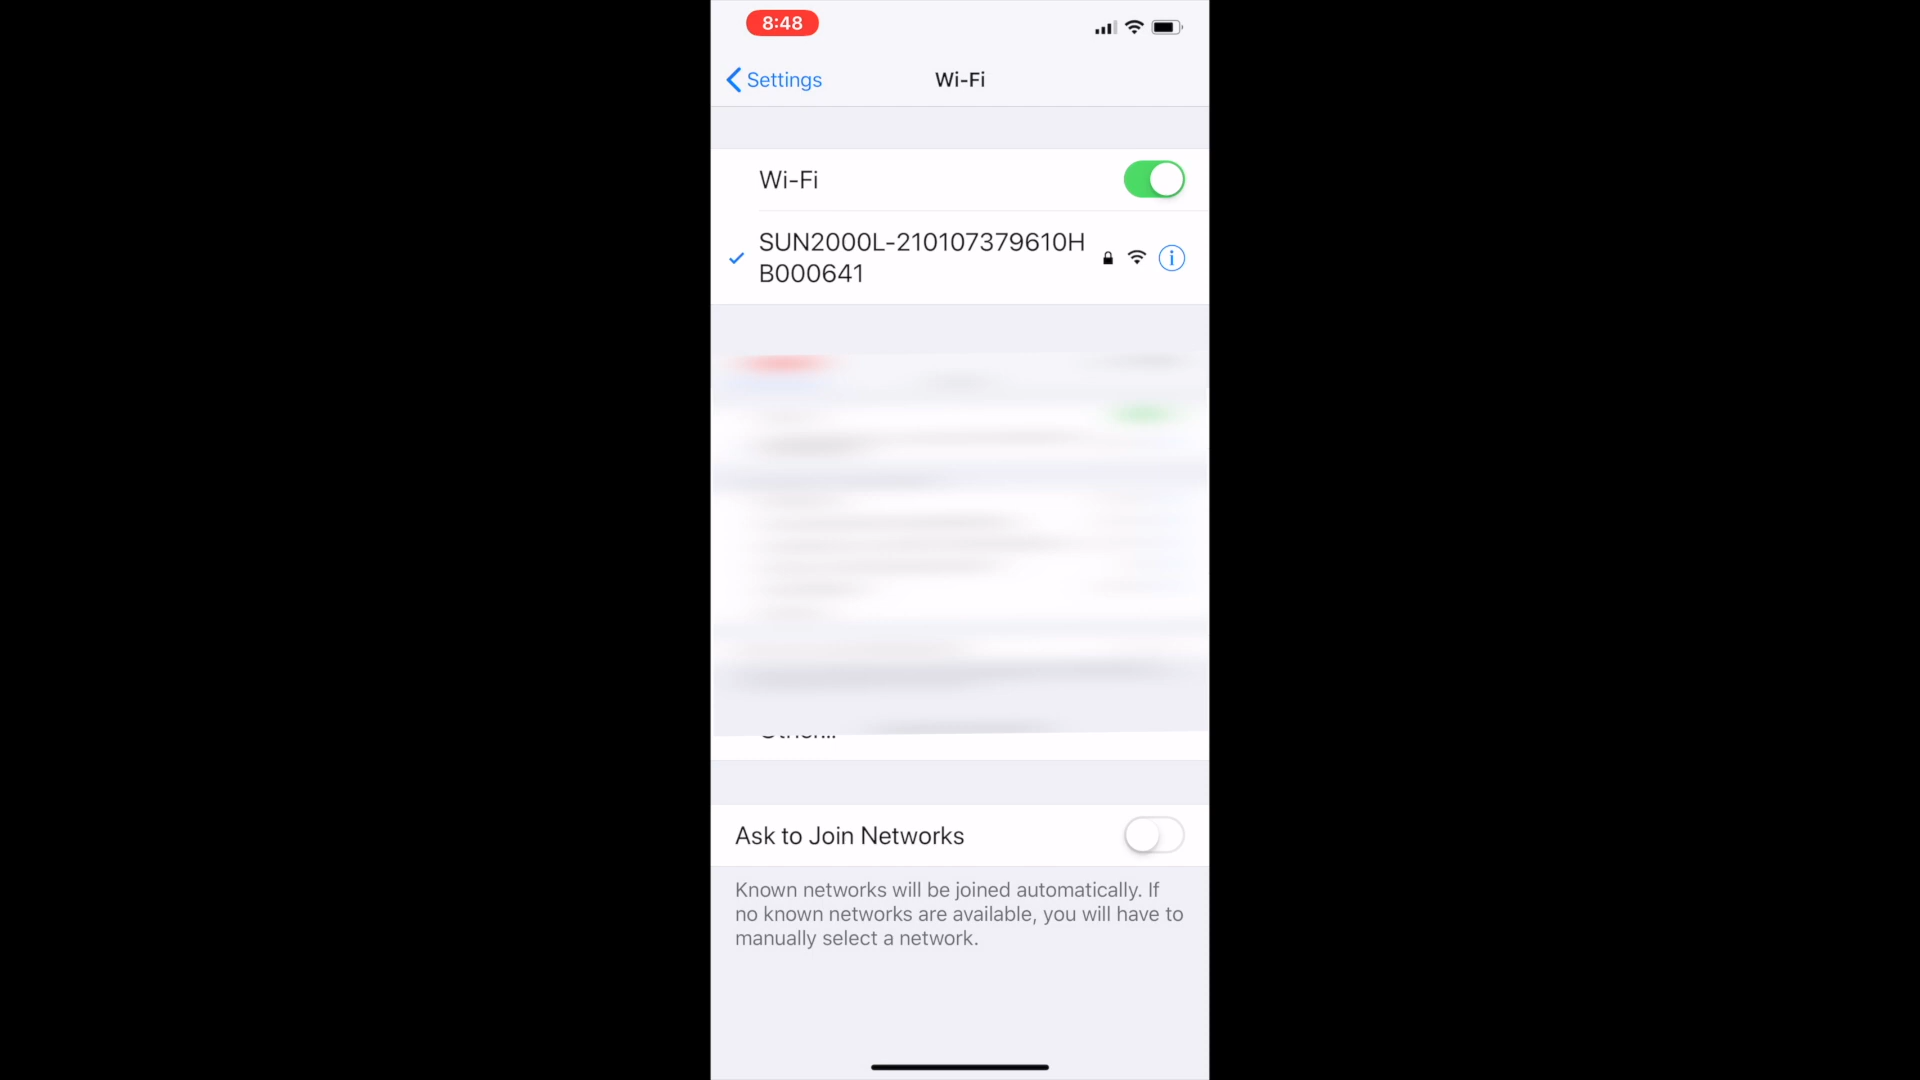 8:48
Settings
Wi-Fi
Wi-Fi
SUN2000L-210107379610H
B000641
Ask to Join Networks
Known networks will be joined automatically. If
no known networks are available, you will have to
manually select a network.